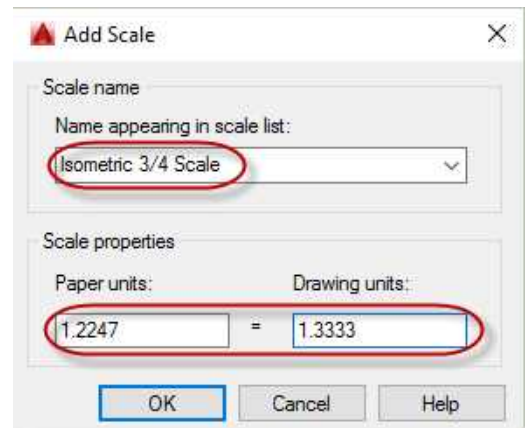 Add Scale
Scale name
Name appearing in scale list:
Isometric 3/4 Scale
Scale properties
Paper units: Drawing units:
1.2247 = 1.3333
OK Cancel Help